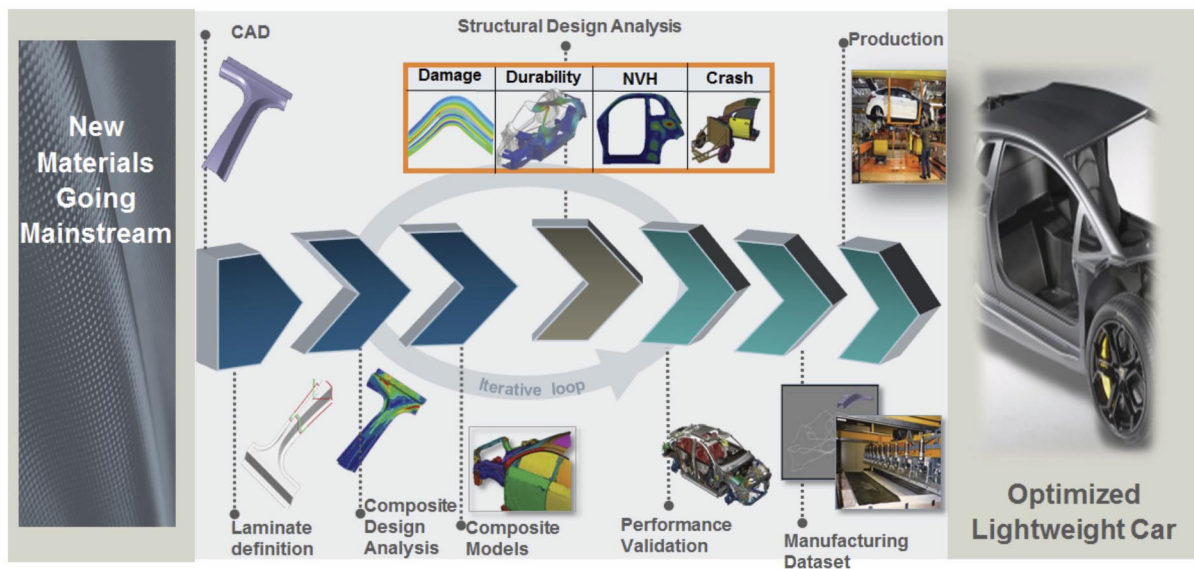 New
Materials
Going
Mainstream
CAD
Structural Design Analysis
Production
Damage
Durability
NVH
Crash
Iterative loop
Laminate
definition
Composite
Design
Analysis
Composite
Models
Performance
Validation
Manufacturing
Dataset
Optimized
Lightweight Car